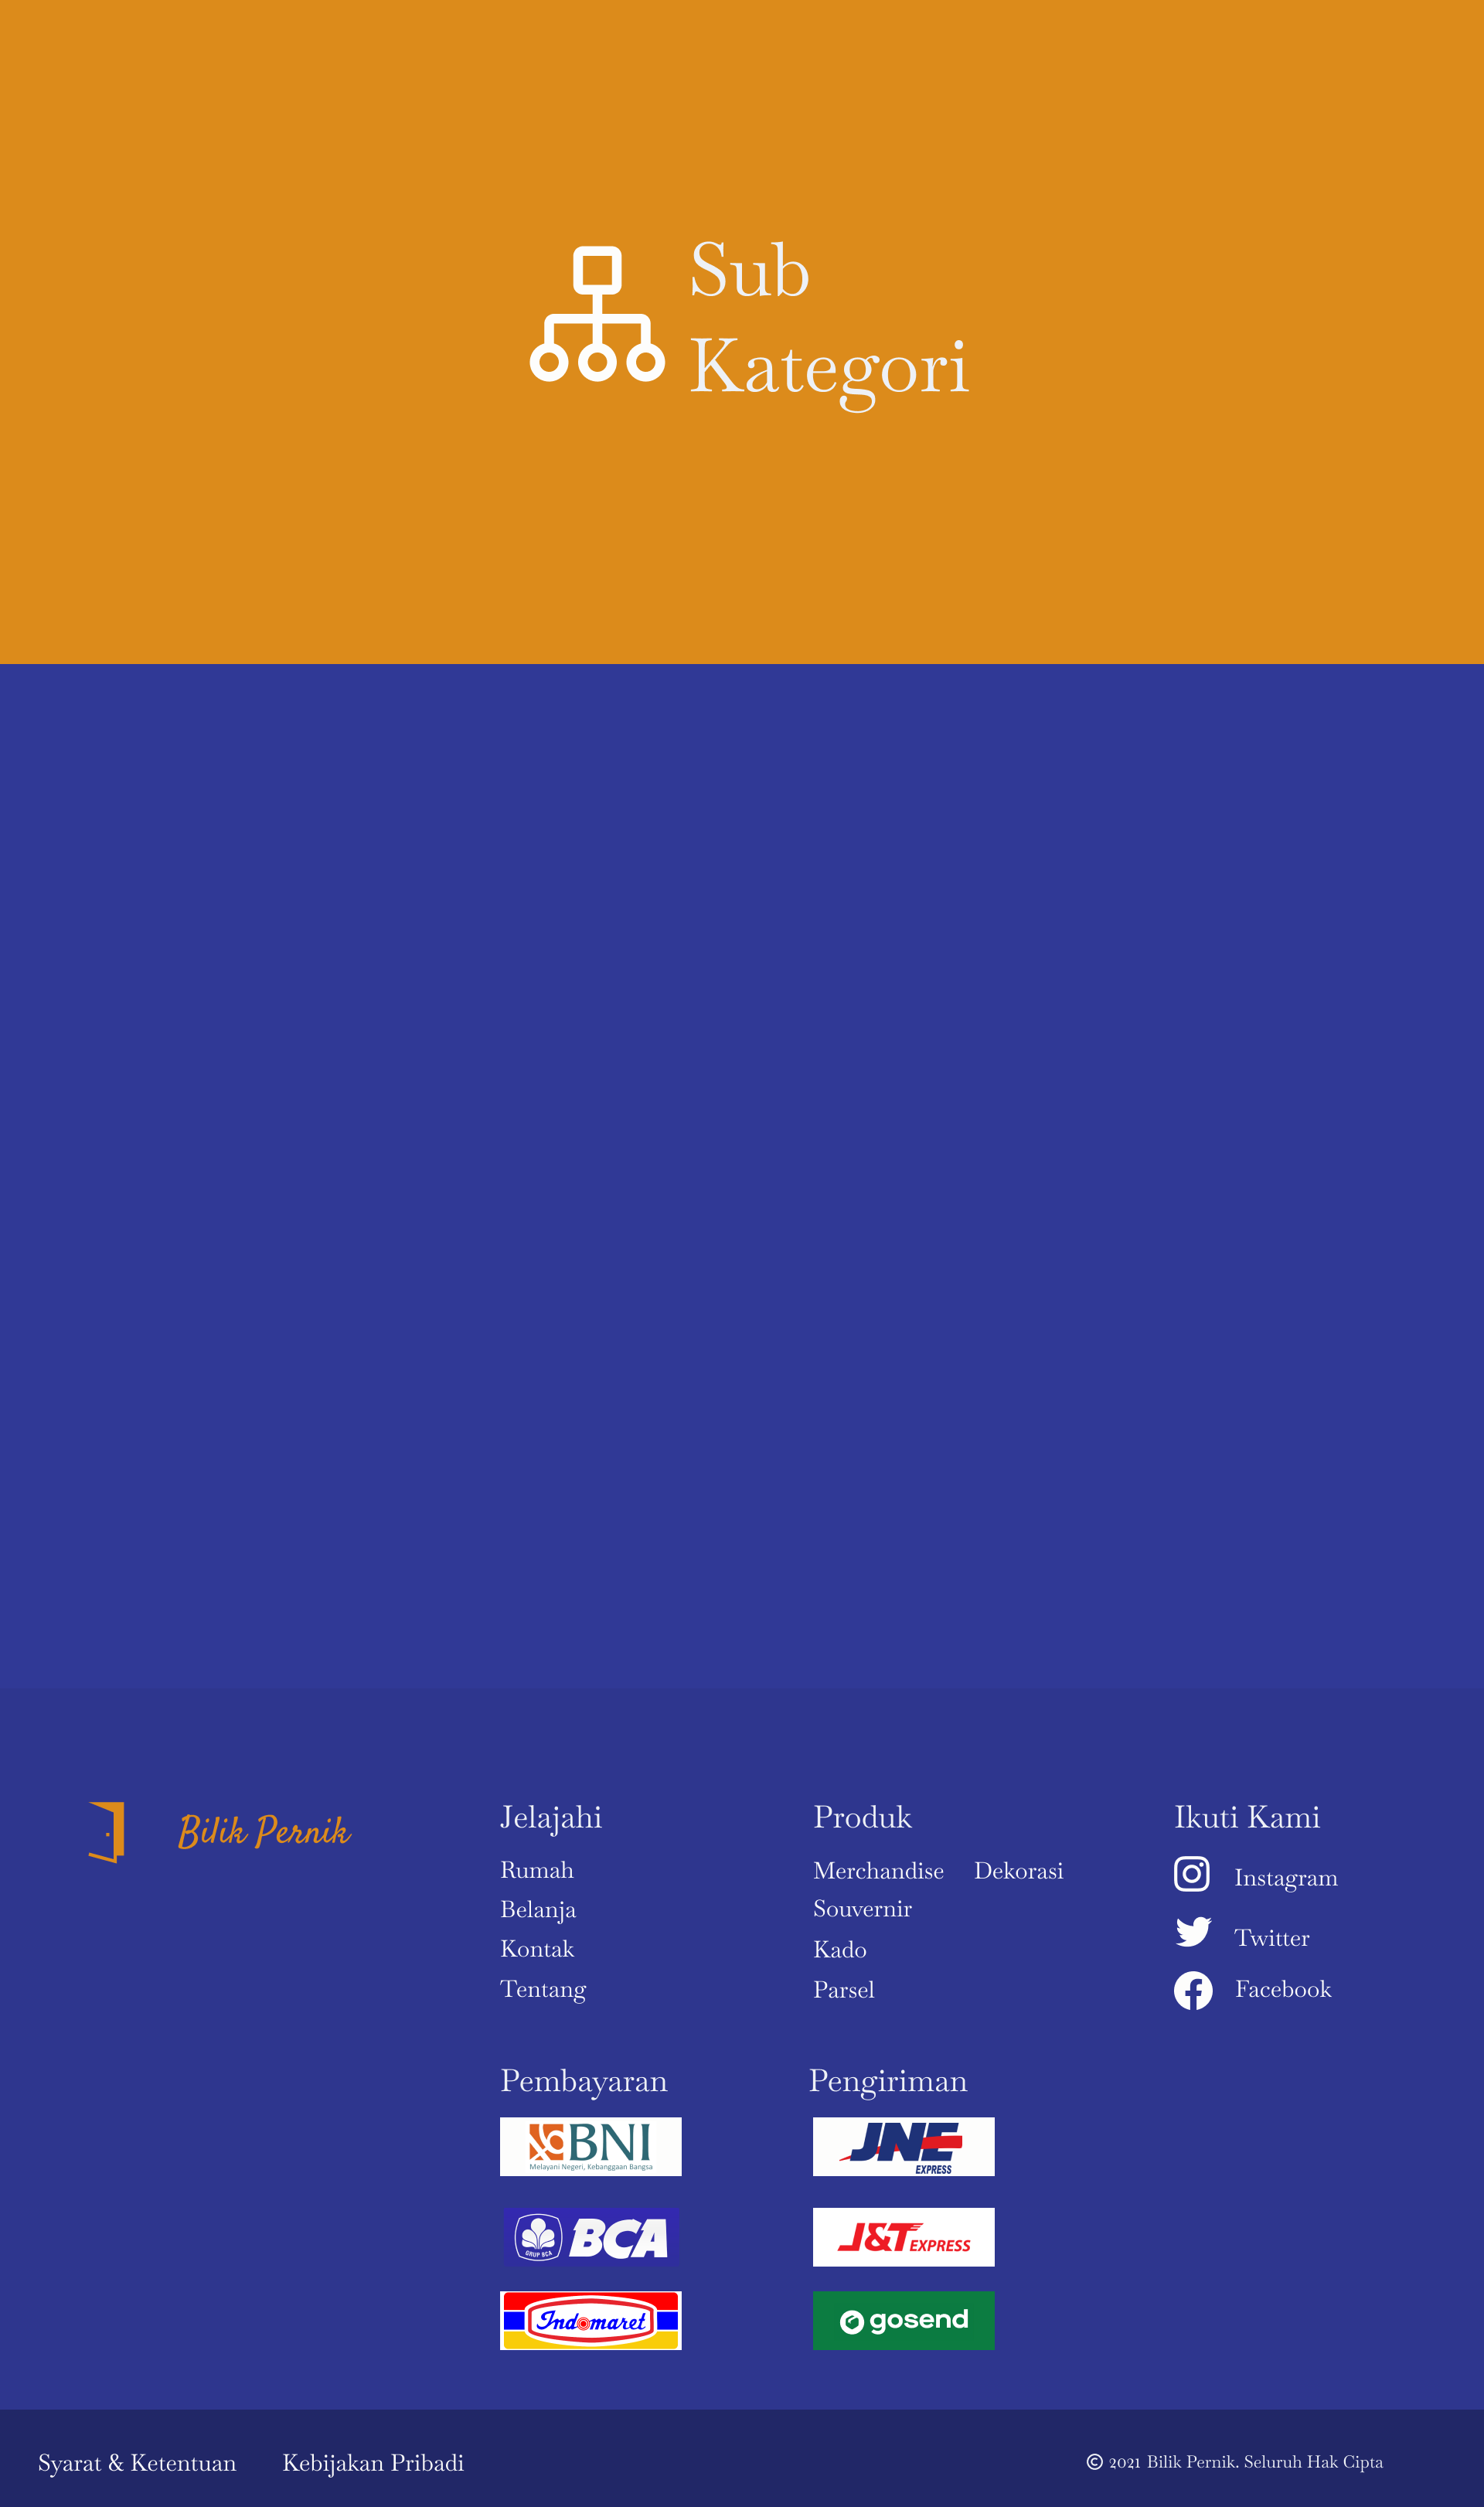 Sub
Kategori
Bilik Pernik
Jelajahi
Rumah
Belanja
Kontak
Tentang
Produk
Merchandise Dekorasi
Souvernir
Kado
Parsel
Ikuti Kami
Instagram
Twitter
Facebook
Pembayaran
BNI
Melayani Negeri, Kebanggaan Bangsa
GRUP BCA
BCA
Indomaret
Pengiriman
JNE
EXPRESS
J&T EXPRESS
gosend
Syarat & Ketentuan Kebijakan Pribadi
© 2021 Bilik Pernik. Seluruh Hak Cipta